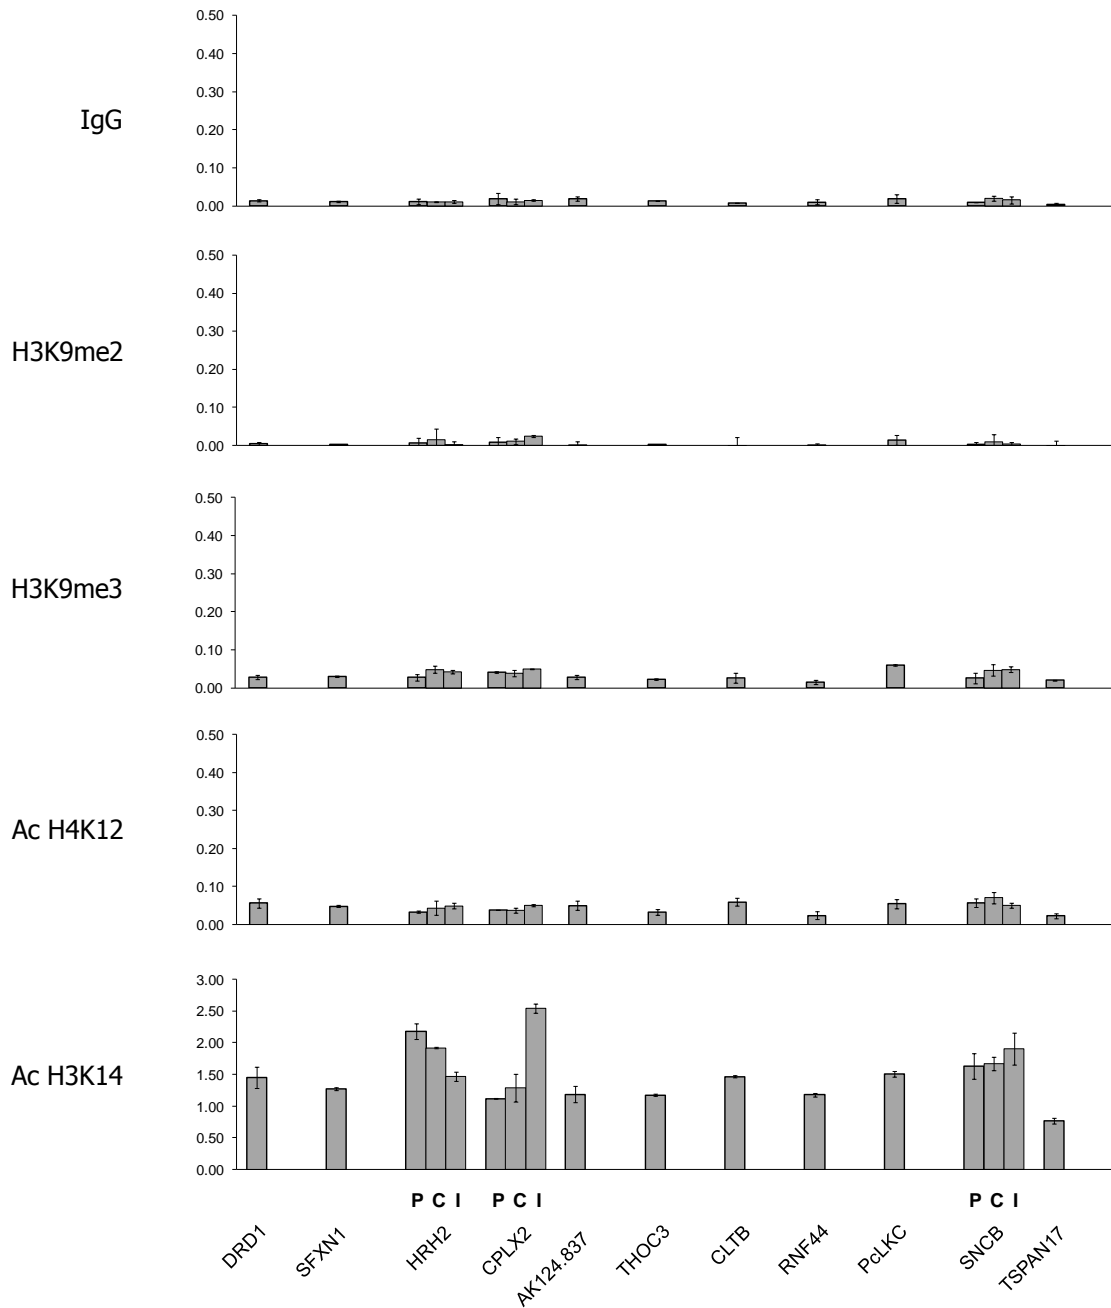 IgG
0.50
0.40
0.30
0.20
0.10
0.00
H3K9me2
0.50
0.40
0.30
0.20
0.10
0.00
H3K9me3
0.50
0.40
0.30
0.20
0.10
0.00
Ac H4K12
0.50
0.40
0.30
0.20
0.10
0.00
Ac H3K14
3.00
2.50
2.00
1.50
1.00
0.50
0.00
P C I P C I P C I
DRD1
SFXN1
HRH2
CPLX2
AK124.837
THOC3
CLTB
RNF44
PcLKC
SNCB
TSPAN17